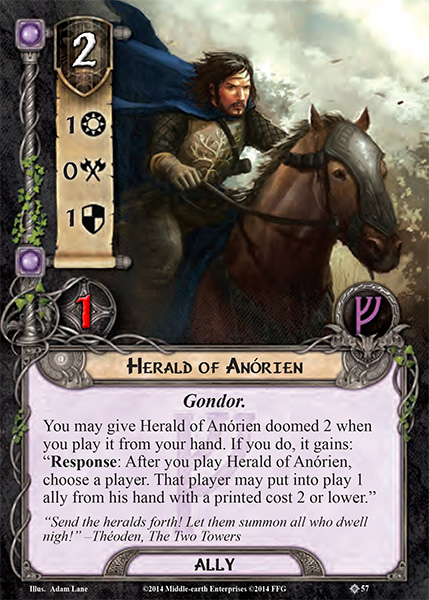 2
1
0
1
1
HERALD OF ANÓRIEN
Gondor.
You may give Herald of Anórien doomed 2 when
you play it from your hand. If you do, it gains:
“Response: After you play Herald of Anórien,
choose a player. That player may put into play 1
ally from his hand with a printed cost 2 or lower.”
“Send the heralds forth! Let them summon all who dwell
nigh!” –Théoden, The Two Towers
ALLY
Illus. Adam Lane ©2014 Middle-earth Enterprises ©2014 FFG 57